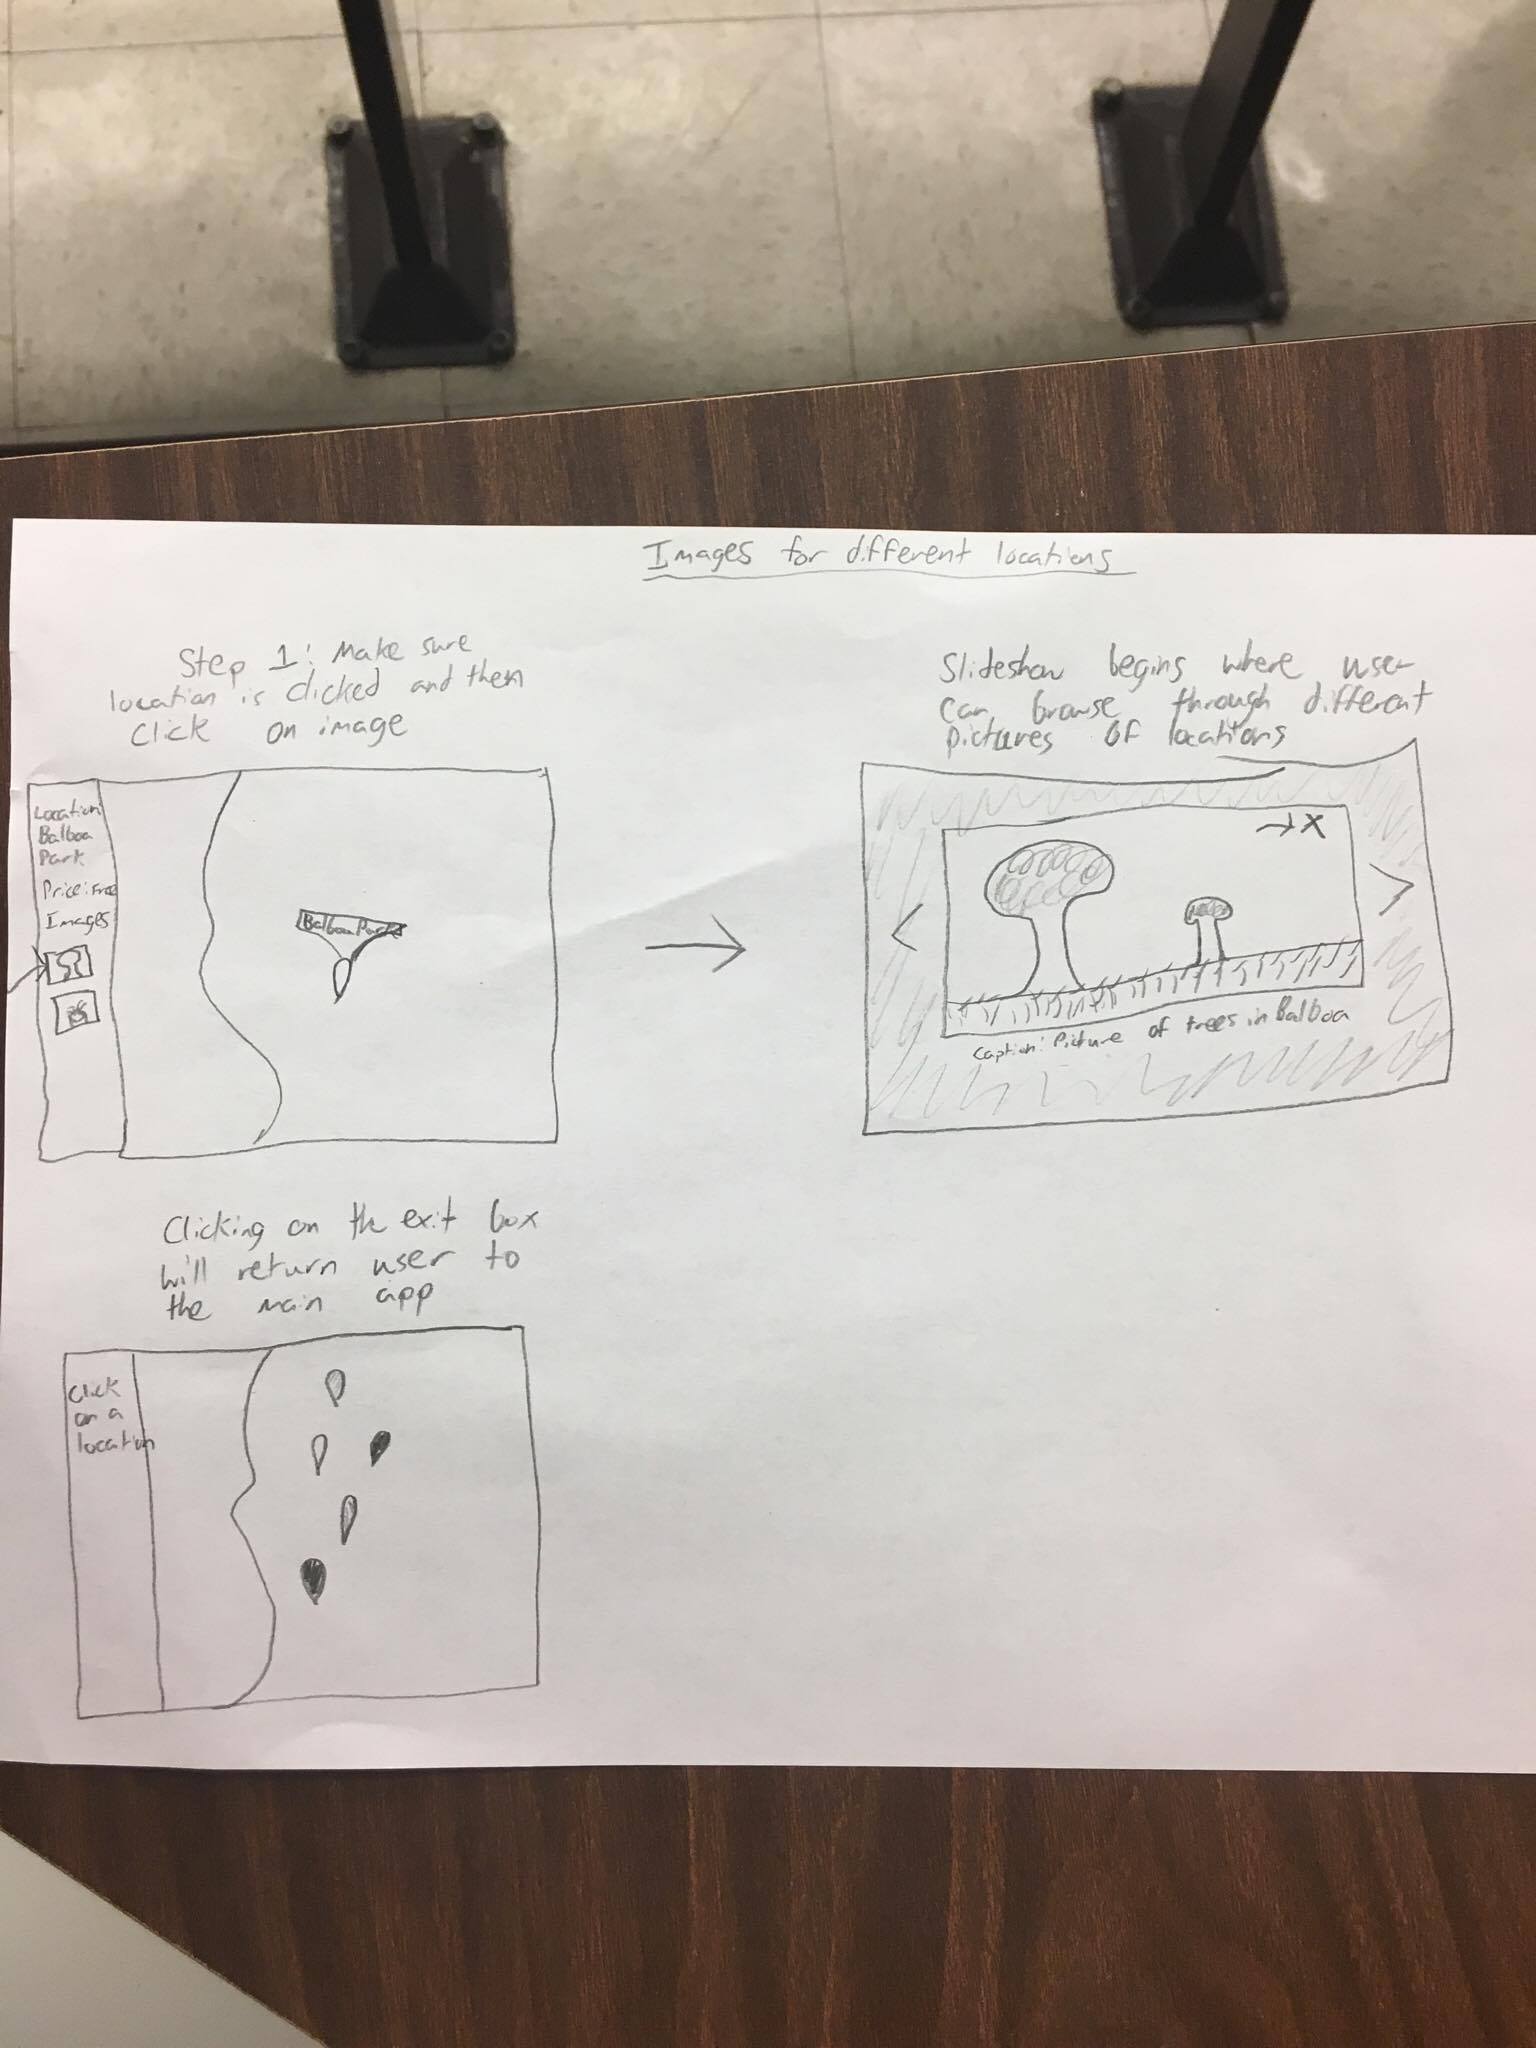 Images for different locations
Step 1: Make sure
location is clicked and then
click on image
Location
Balboa
Park
Price: Free
Images
Balboa Park
Slideshow begins where user
can browse through different
pictures of locations
X
Caption: Picture of trees in Balboa
Clicking on the exit box
will return user to
the main app
Click
on a
location